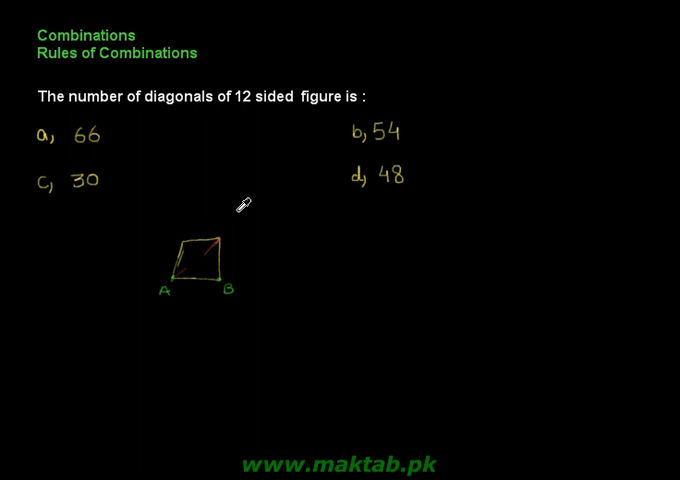 Combinations
Rules of Combinations
The number of diagonals of 12 sided figure is :
a, 66 b, 54
c, 30 d, 48
A B
www.maktab.pk